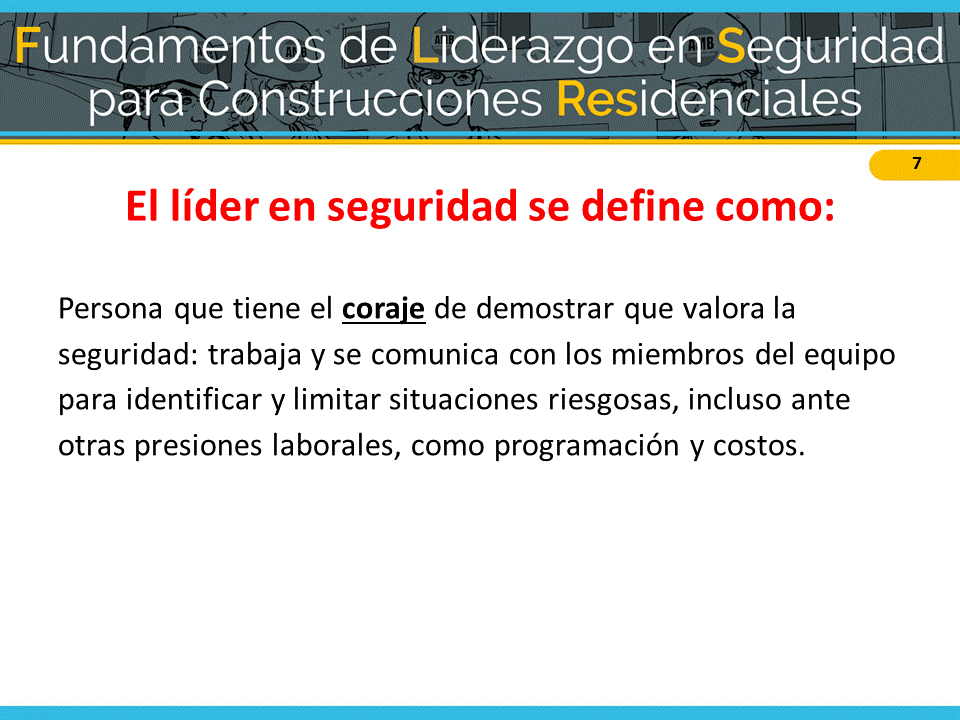 Fundamentos de Liderazgo en Seguridad
para Construcciones Residenciales
7
El líder en seguridad se define como:
Persona que tiene el coraje de demostrar que valora la
seguridad: trabaja y se comunica con los miembros del equipo
para identificar y limitar situaciones riesgosas, incluso ante
otras presiones laborales, como programación y costos.